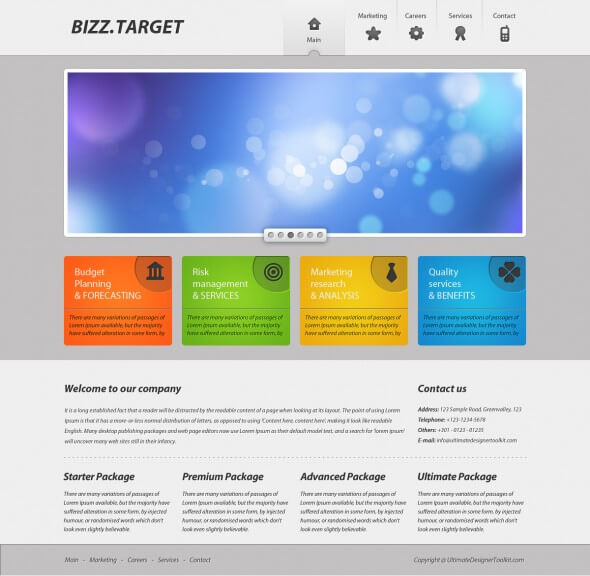 BIZZ.TARGET
Main
Marketing
Careers
Services
Contact
Budget
Planning
& FORECASTING
There are many variations of passages of
Lorem Ipsum available, but the majority
have suffered alteration in some form, by
Risk
management
& SERVICES
There are many variations of passages of
Lorem Ipsum available, but the majority
have suffered alteration in some form, by
Marketing
research
& ANALYSIS
There are many variations of passages of
Lorem Ipsum available, but the majority
have suffered alteration in some form, by
Quality
services
& BENEFITS
There are many variations of passages of
Lorem Ipsum available, but the majority
have suffered alteration in some form, by
Welcome to our company
It is a long established fact that a reader will be distracted by the readable content of a page when looking at its layout. The point of using Lorem
Ipsum is that it has a more-or-less normal distribution of letters, as opposed to using 'Content here, content here', making it look like readable
English. Many desktop publishing packages and web page editors now use Lorem Ipsum as their default model text, and a search for 'lorem ipsum'
will uncover many web sites still in their infancy.
Contact us
Address: 123 Sample Road, Greenvalley, 123
Telephone: +123-1234-5678
Others: +301 - 0123 - 01235
E-mail: info@ultimatedesignertoolkit.com
Starter Package
There are many variations of passages of
Lorem Ipsum available, but the majority have
suffered alteration in some form, by injected
humour, or randomised words which don't
look even slightly believable.
Premium Package
There are many variations of passages of
Lorem Ipsum available, but the majority have
suffered alteration in some form, by injected
humour, or randomised words which don't
look even slightly believable.
Advanced Package
There are many variations of passages of
Lorem Ipsum available, but the majority have
suffered alteration in some form, by injected
humour, or randomised words which don't
look even slightly believable.
Ultimate Package
There are many variations of passages of
Lorem Ipsum available, but the majority have
suffered alteration in some form, by injected
humour, or randomised words which don't
look even slightly believable.
Main - Marketing - Careers - Services - Contact
Copyright @ UltimateDesignerToolkit.com